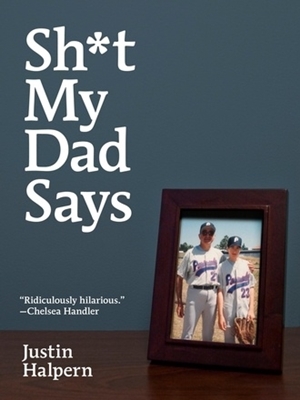 Sh*t
My
Dad
Says
“Ridiculously hilarious.”
—Chelsea Handler
Justin
Halpern